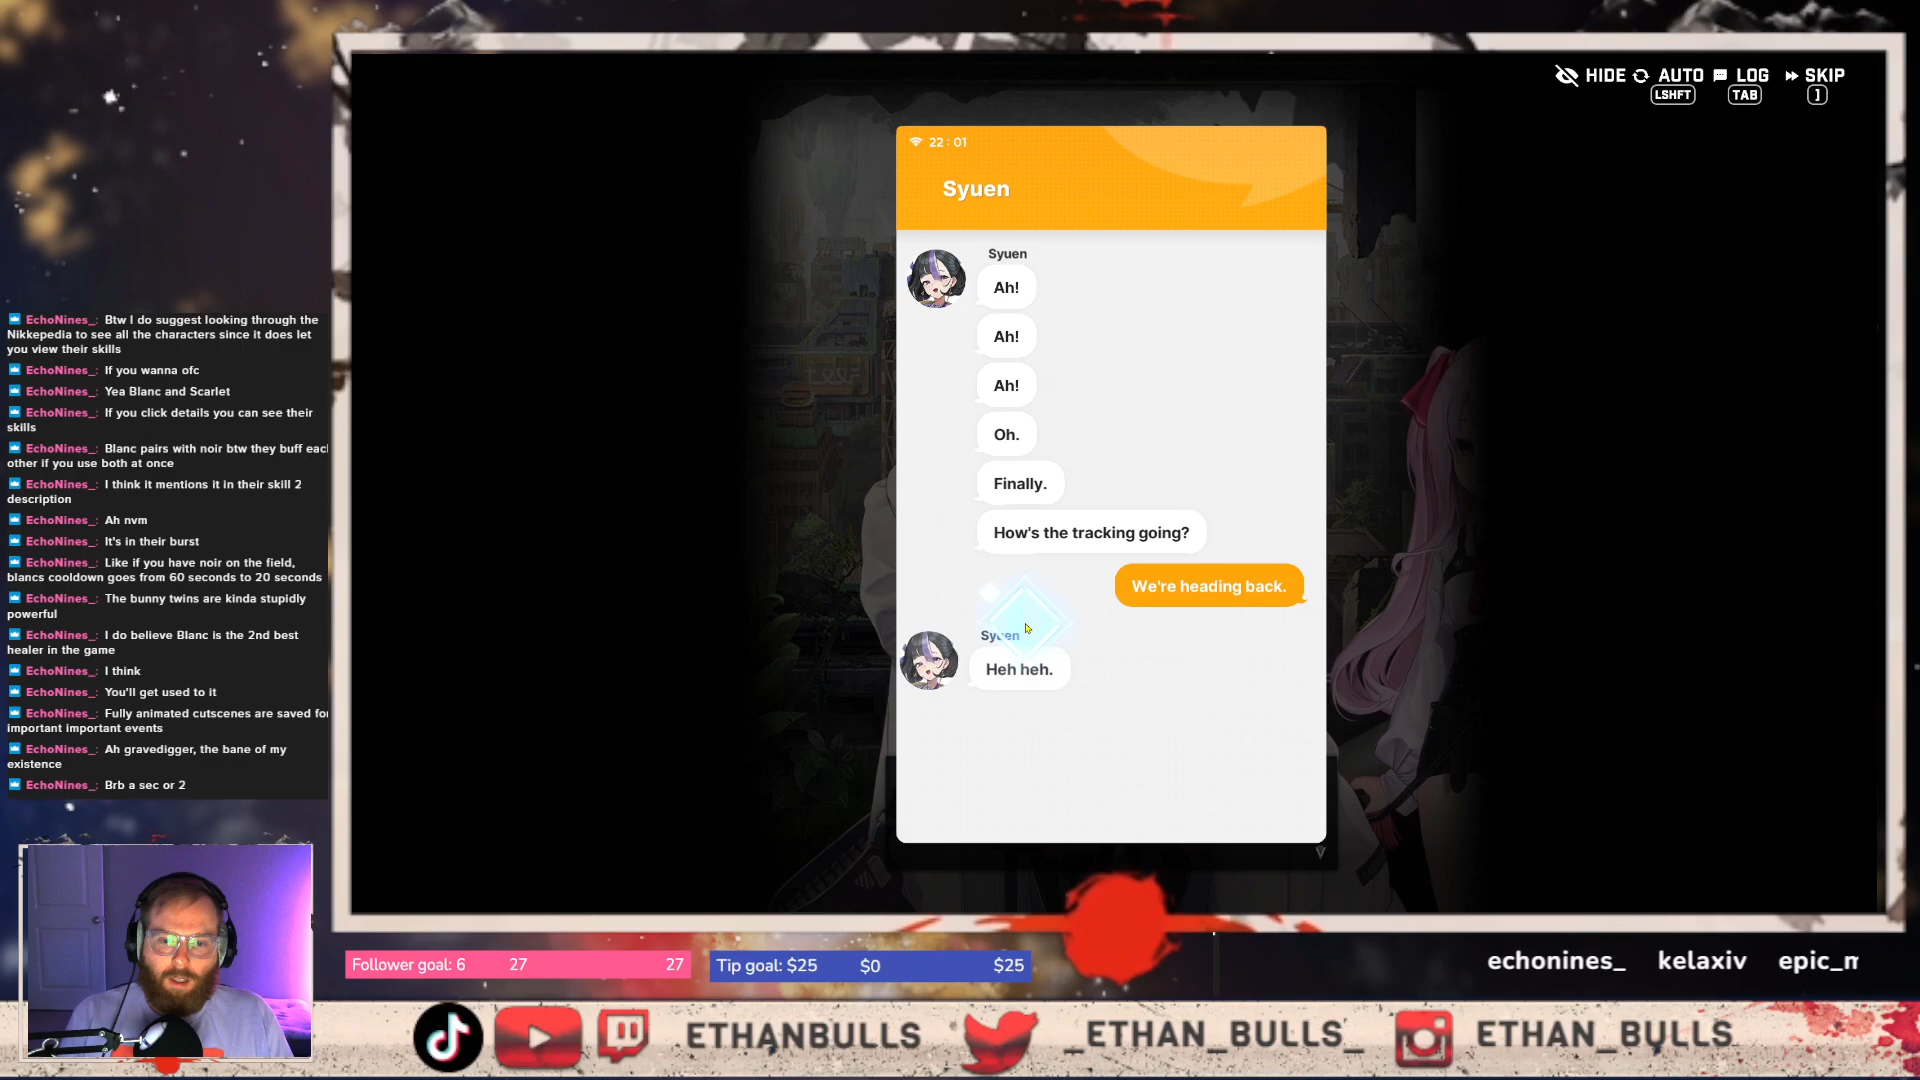 HIDE AUTO LOG SKIP
LSHFT TAB ]
22 : 01
Syuen
Syuen
Ah!
Ah!
Ah!
Oh.
Finally.
How's the tracking going?
We're heading back.
Syuen
Heh heh.
EchoNines_: Btw I do suggest looking through the
Nikkepedia to see all the characters since it does let
you view their skills
EchoNines_: If you wanna ofc
EchoNines_: Yea Blanc and Scarlet
EchoNines_: If you click details you can see their
skills
EchoNines_: Blanc pairs with noir btw they buff each
other if you use both at once
EchoNines_: I think it mentions it in their skill 2
description
EchoNines_: Ah nvm
EchoNines_: It's in their burst
EchoNines_: Like if you have noir on the field,
blancs cooldown goes from 60 seconds to 20 seconds
EchoNines_: The bunny twins are kinda stupidly
powerful
EchoNines_: I do believe Blanc is the 2nd best
healer in the game
EchoNines_: I think
EchoNines_: You'll get used to it
EchoNines_: Fully animated cutscenes are saved for
important important events
EchoNines_: Ah gravedigger, the bane of my
existence
EchoNines_: Brb a sec or 2
Follower goal: 6 27 27
Tip goal: $25 $0 $25
echonines_ kelaxiv epic_m
ETHANBULLS _ETHAN_BULLS_ ETHAN_BULLS